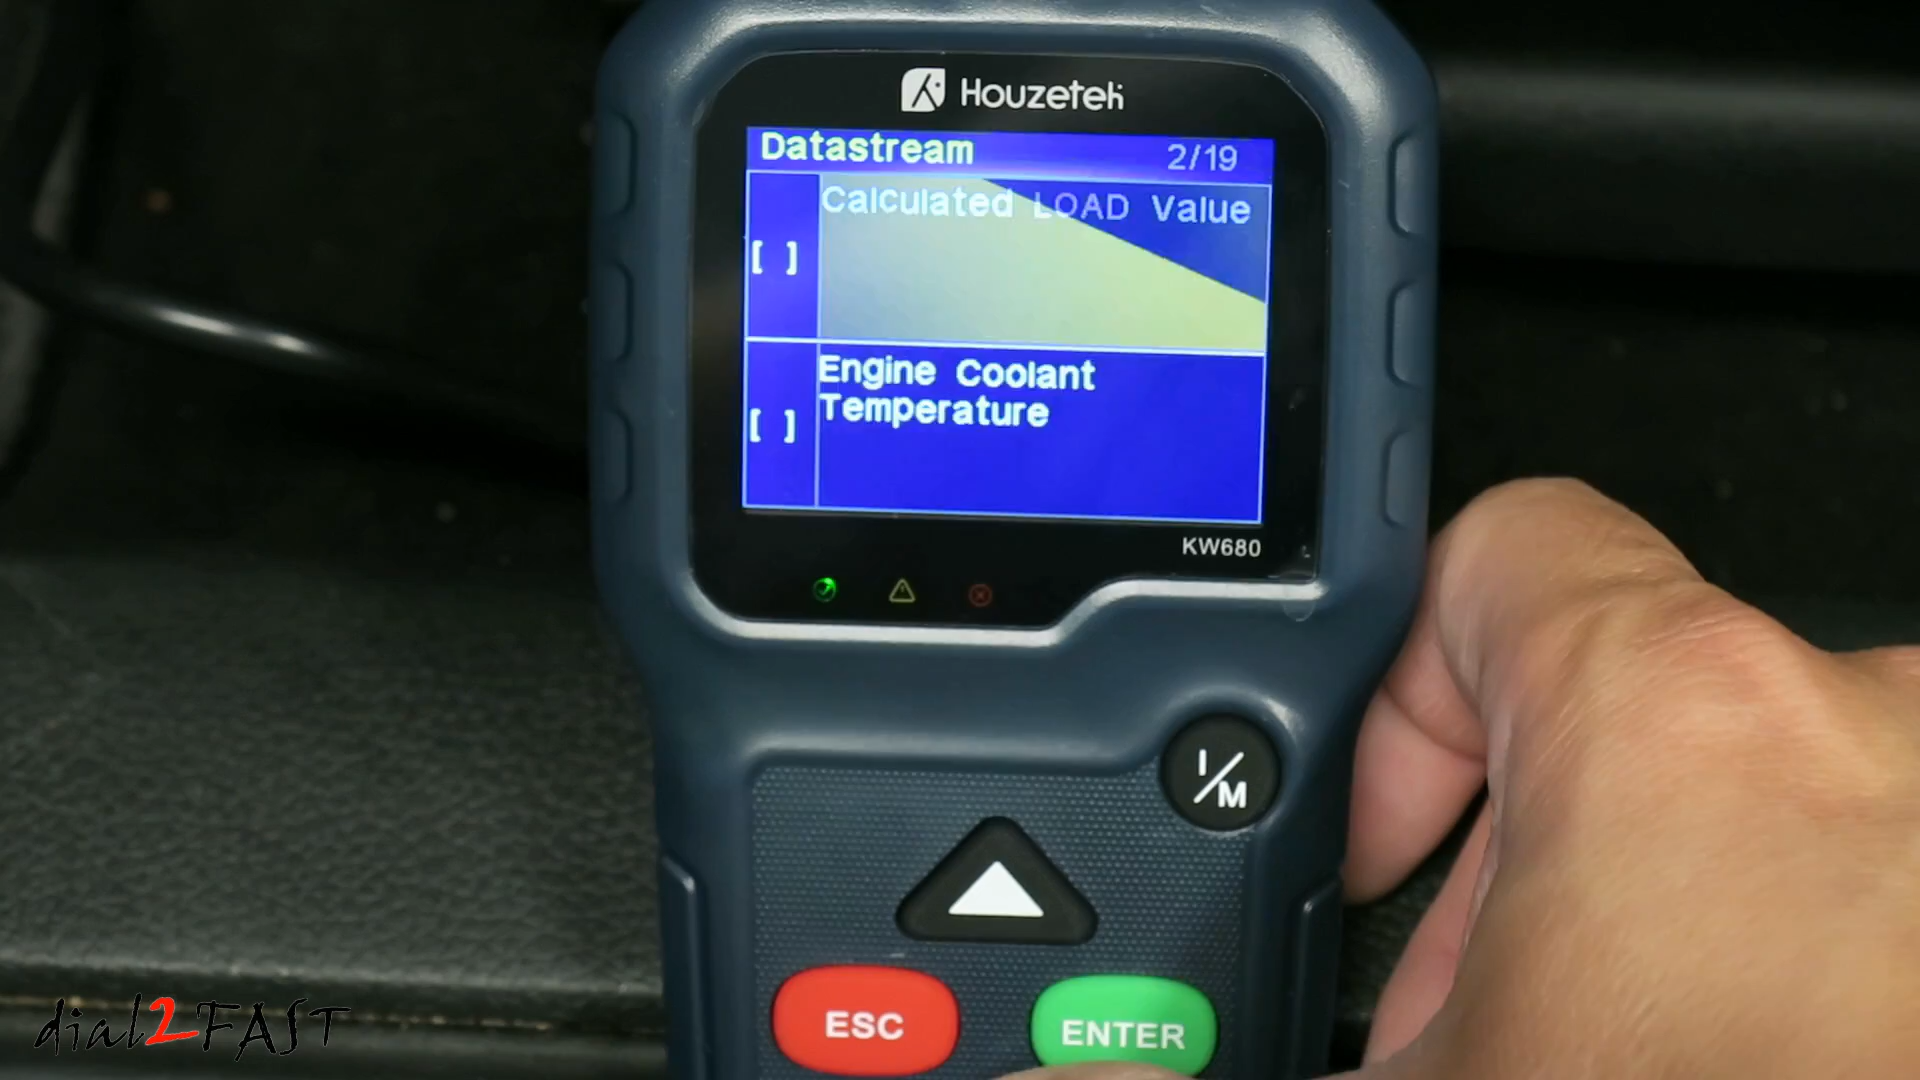 Houzetek
Datastream 2/19
[ ] Calculated LOAD Value
[ ] Engine Coolant
Temperature
KW680
I/M
ESC
ENTER
dial2FAST